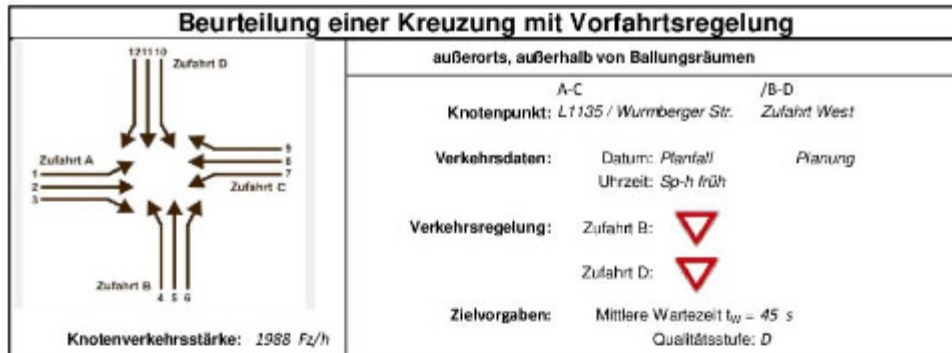 Beurteilung einer Kreuzung mit Vorfahrtsregelung
121110
Zufahrt D
Zufahrt A
1
2
3
9
8
7
Zufahrt C
Zufahrt B
4 5 6
Knotenverkehrsstärke: 1988 Fz/h
außerorts, außerhalb von Ballungsräumen
A-C /B-D
Knotenpunkt: L1135 / Wurmberger Str. Zufahrt West
Verkehrsdaten: Datum: Planfall Planung
Uhrzeit: Sp-h früh
Verkehrsregelung: Zufahrt B:
Zufahrt D:
Zielvorgaben: Mittlere Wartezeit tW = 45 s
Qualitätsstufe: D